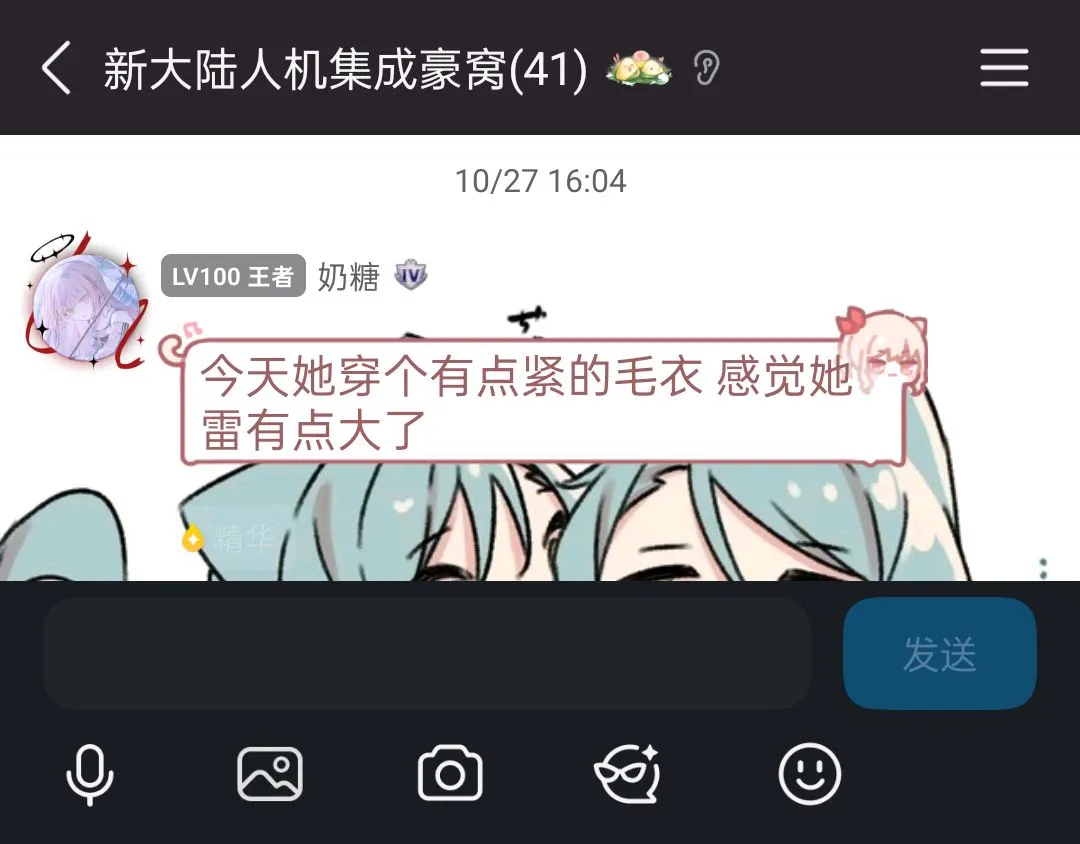 新大陆人机集成豪窝(41)
10/27 16:04
LV100 王者 奶糖 IV
今天她穿个有点紧的毛衣 感觉她
雷有点大了
精华
发送